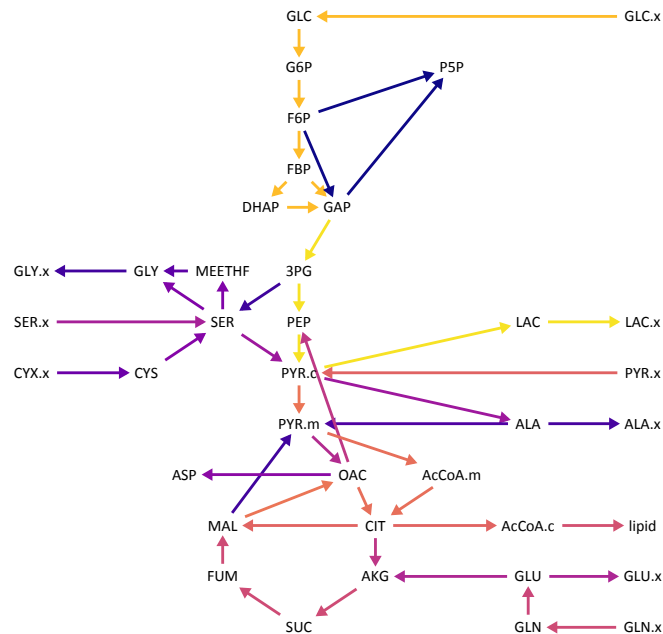 GLC GLC.x
G6P P5P
F6P
FBP
DHAP GAP
GLY.x GLY MEETHF 3PG
SER.x SER PEP LAC LAC.x
CYX.x CYS PYR.c PYR.x
PYR.m ALA ALA.x
ASP OAC AcCoA.m
MAL CIT AcCoA.c lipid
FUM AKG GLU GLU.x
SUC GLN GLN.x